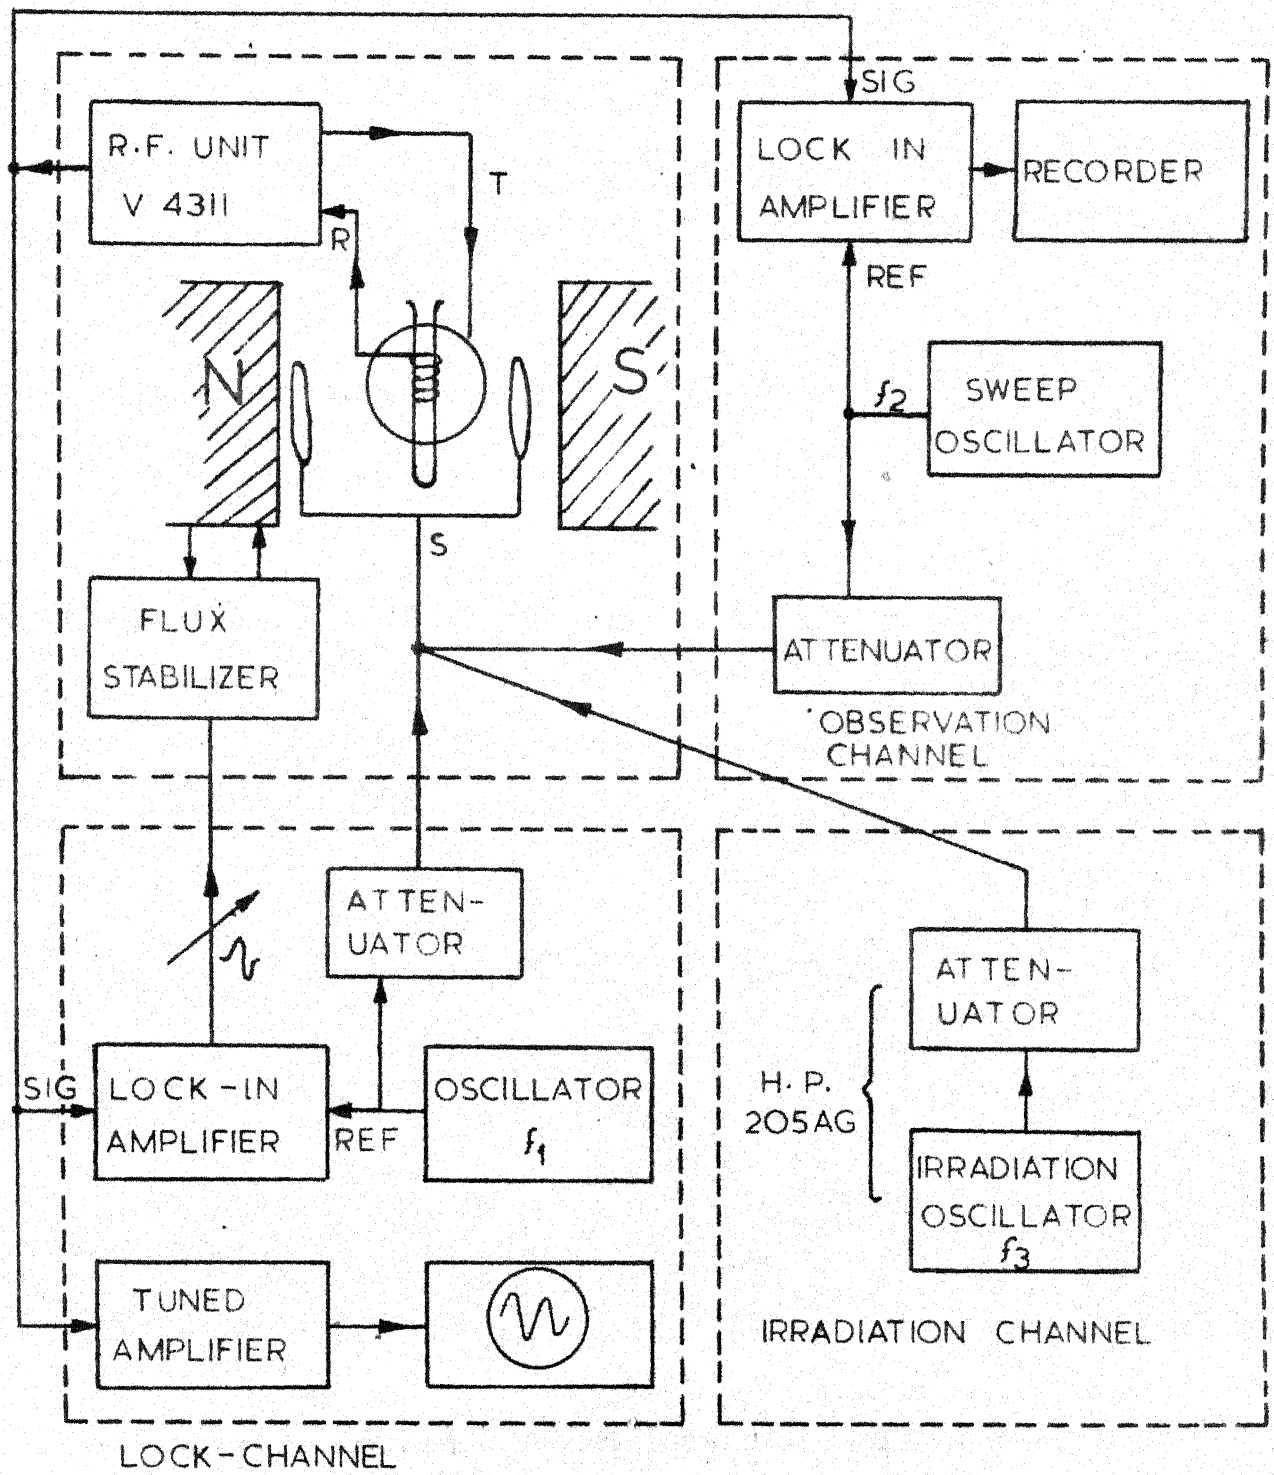 R.F. UNIT
V 4311
T
R
N
S
S
FLUX
STABILIZER
SIG
LOCK IN
AMPLIFIER
RECORDER
REF
f2
SWEEP
OSCILLATOR
ATTENUATOR
OBSERVATION
CHANNEL
ATTEN-
UATOR
SIG
LOCK-IN
AMPLIFIER
REF
OSCILLATOR
f1
TUNED
AMPLIFIER
LOCK-CHANNEL
ATTEN-
UATOR
H. P.
205AG
IRRADIATION
OSCILLATOR
f3
IRRADIATION CHANNEL